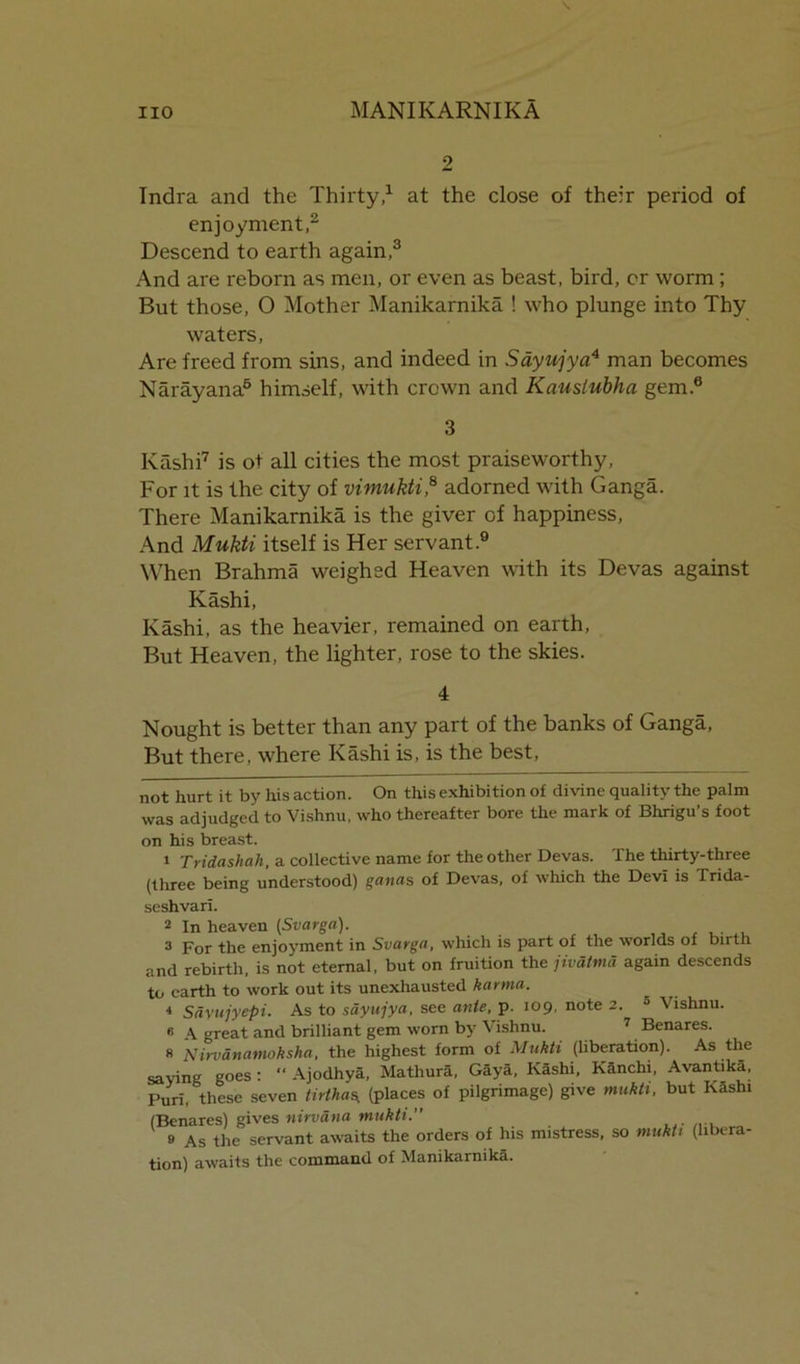 110 MANIKARNIKĀ
2
Indra and the Thirty,¹ at the close of their period of
enjoyment,²
Descend to earth again,³
And are reborn as men, or even as beast, bird, or worm ;
But those, O Mother Manikarnikā ! who plunge into Thy
waters,
Are freed from sins, and indeed in Sāyujya⁴ man becomes
Nārāyana⁵ himself, with crown and Kaustubha gem.⁶
3
Kāshi⁷ is of all cities the most praiseworthy,
For it is the city of vimukti,⁸ adorned with Gangā.
There Manikarnikā is the giver of happiness,
And Mukti itself is Her servant.⁹
When Brahmā weighed Heaven with its Devas against
Kāshi,
Kāshi, as the heavier, remained on earth,
But Heaven, the lighter, rose to the skies.
4
Nought is better than any part of the banks of Gangā,
But there, where Kāshi is, is the best,
not hurt it by his action. On this exhibition of divine quality the palm
was adjudged to Vishnu, who thereafter bore the mark of Bhrigu's foot
on his breast.
1 Tridashah, a collective name for the other Devas. The thirty-three
(three being understood) ganas of Devas, of which the Devī is Trida-
seshvarī.
2 In heaven (Svarga).
3 For the enjoyment in Svarga, which is part of the worlds of birth
and rebirth, is not eternal, but on fruition the jīvātmā again descends
to earth to work out its unexhausted karma.
4 Sāyujyepi. As to sāyujya, see ante, p. 109, note 2. 5 Vishnu.
6 A great and brilliant gem worn by Vishnu. 7 Benares.
8 Nirvānamoksha, the highest form of Mukti (liberation). As the
saying goes : " Ajodhyā, Mathurā, Gāyā, Kāshi, Kānchi, Avantikā,
Purī, these seven tirthas, (places of pilgrimage) give mukti, but Kāshi
(Benares) gives nirvāna mukti."
9 As the servant awaits the orders of his mistress, so mukti (libera-
tion) awaits the command of Manikarnikā.